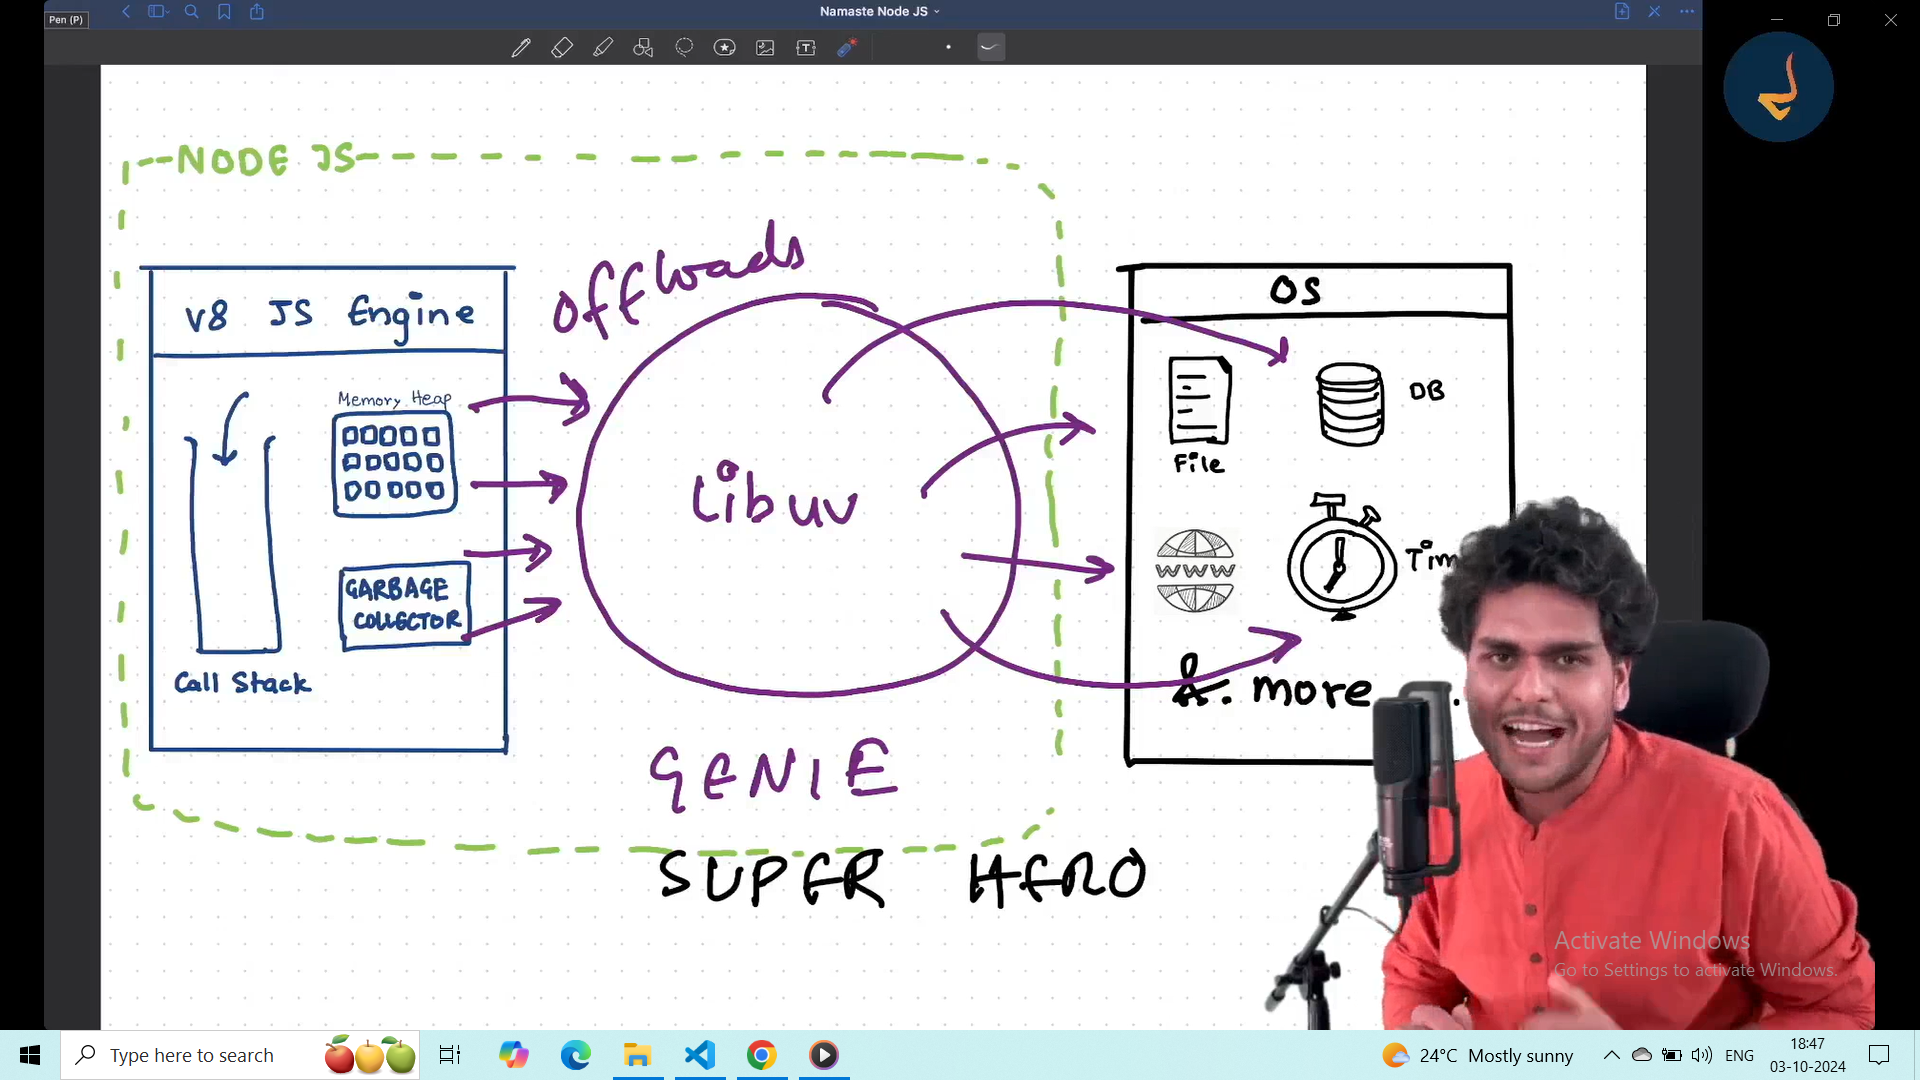 Pen (P)
Namaste Node JS
NODE JS
offloads
V8 JS Engine
OS
Memory Heap
DB
File
Libuv
WWW
Tim
GARBAGE
COLLECTOR
Call Stack
&. more .
GENIE
SUPER HERO
Activate Windows
Go to Settings to activate Windows.
Type here to search
24°C Mostly sunny
ENG
18:47
03-10-2024